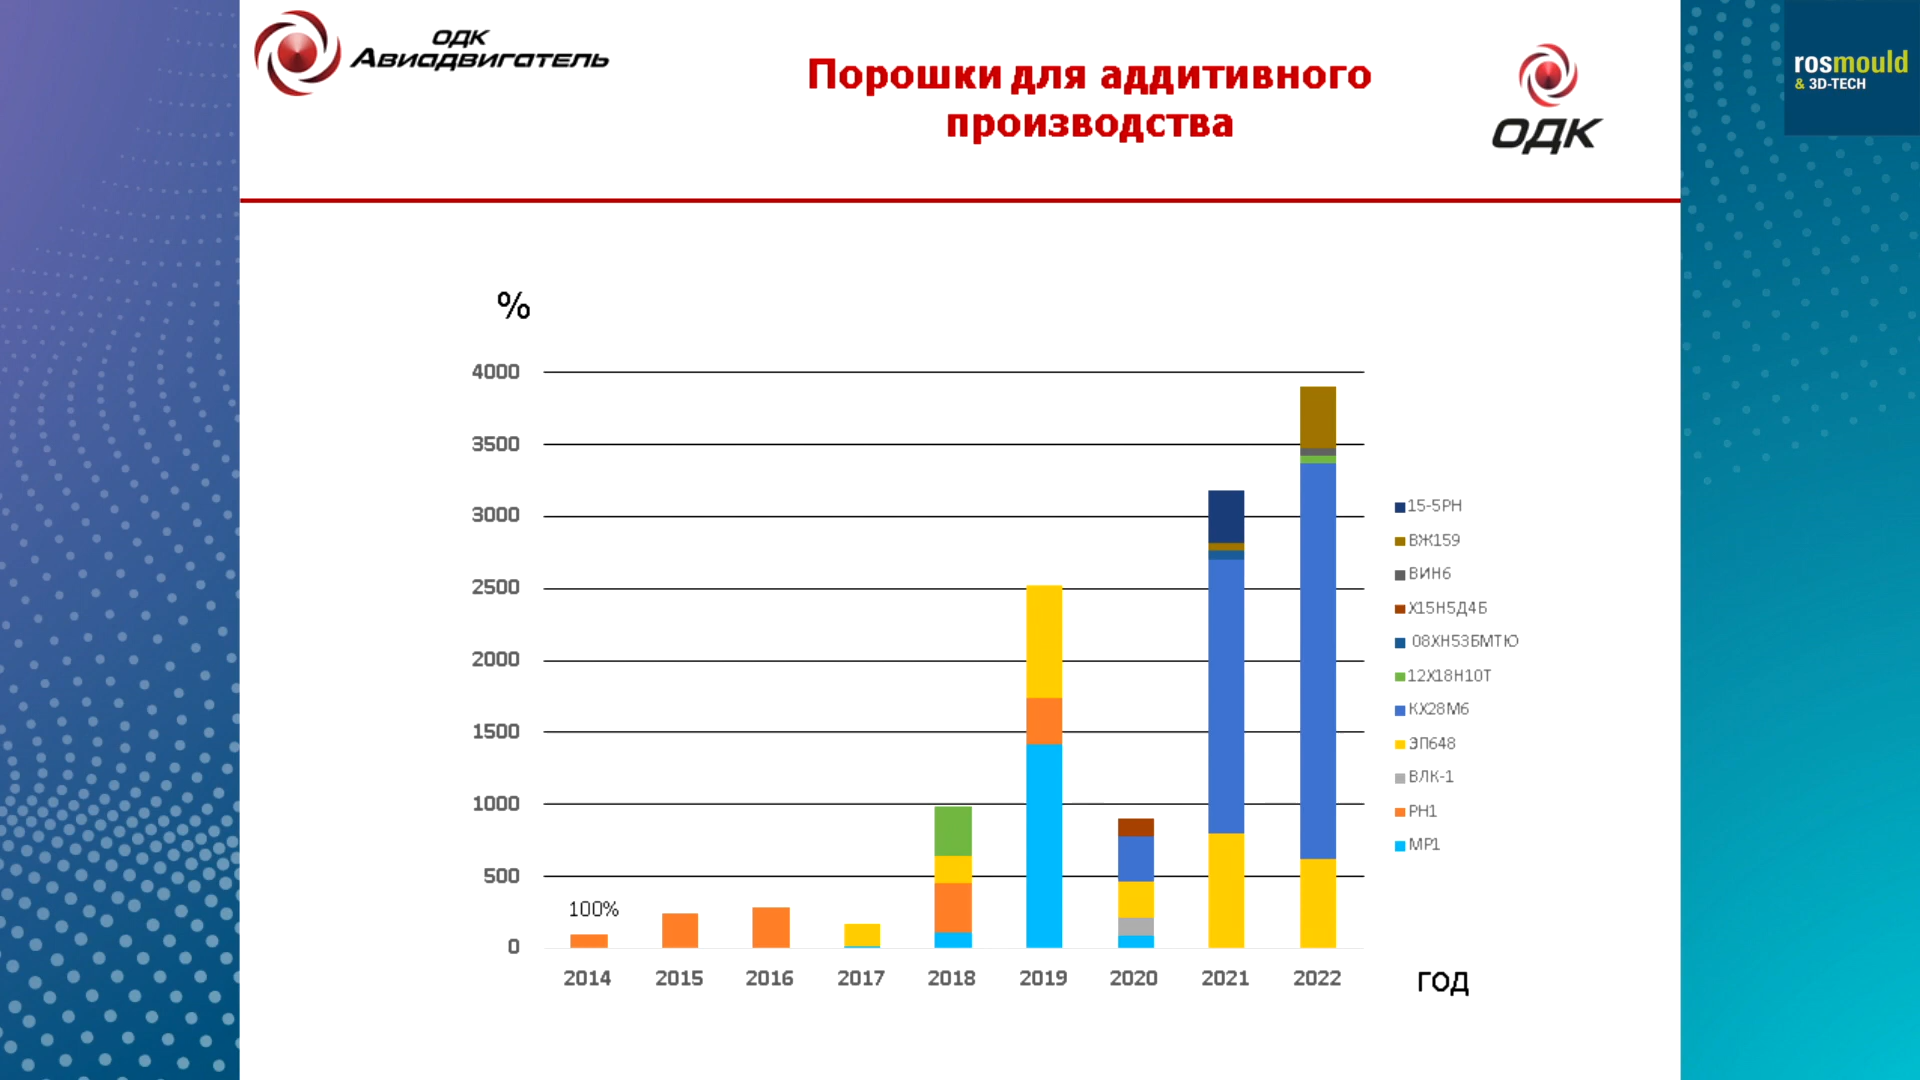 ОДК
Авиадвигатель
Порошки для аддитивного
производства
ОДК
rosmould
& 3D-TECH
%
4000
3500
3000
2500
2000
1500
1000
500
0
100%
2014 2015 2016 2017 2018 2019 2020 2021 2022
год
15-5PH
ВЖ159
ВИН6
Х15Н5Д4Б
08ХН53БМТЮ
12Х18Н10Т
КХ28М6
ЭП648
ВЛК-1
PH1
MP1